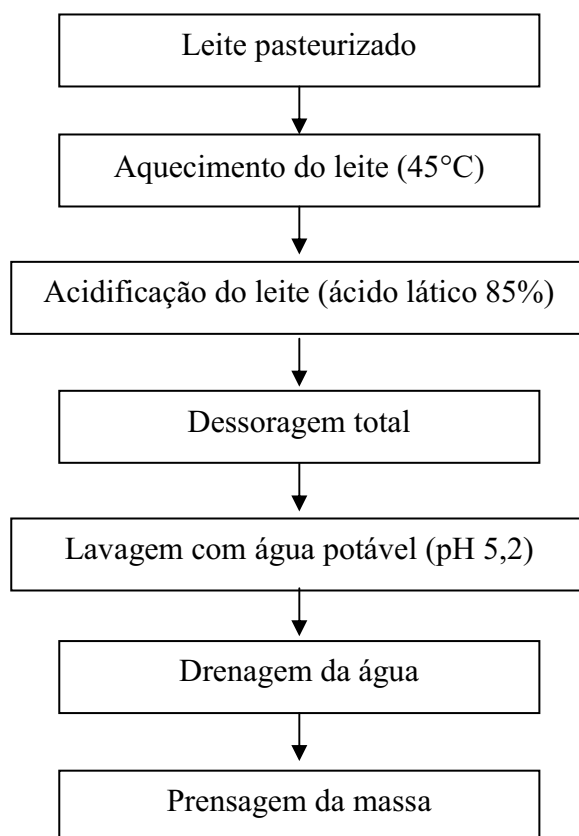 Leite pasteurizado
Aquecimento do leite (45°C)
Acidificação do leite (ácido lático 85%)
Dessoragem total
Lavagem com água potável (pH 5,2)
Drenagem da água
Prensagem da massa